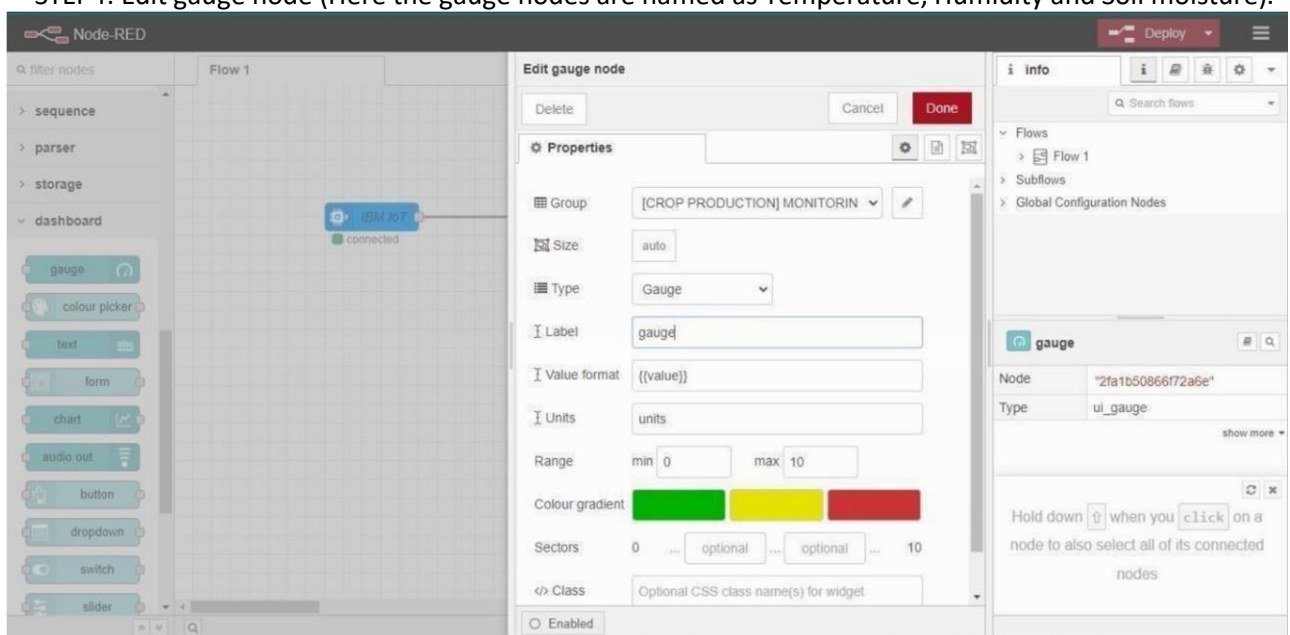 STEP 1: Edit gauge node (Here the gauge nodes are named as Temperature, Humidity and Soil moisture).
Node-RED
Deploy
filter nodes
Flow 1
sequence
parser
storage
dashboard
gauge
colour picker
text
abc
form
chart
audio out
button
dropdown
switch
slider
IBM IoT
connected
Edit gauge node
Delete
Cancel
Done
Properties
Group
[CROP PRODUCTION] MONITORIN
Size
auto
Type
Gauge
Label
gauge
Value format
{{value}}
Units
units
Range
min 0
max 10
Colour gradient
Sectors
0 ... optional ... optional ... 10
</> Class
Optional CSS class name(s) for widget
Enabled
i info
i
Search flows
Flows
Flow 1
Subflows
Global Configuration Nodes
gauge
Node "2fa1b50866f72a6e"
Type ui_gauge
show more
Hold down ⇧ when you click on a
node to also select all of its connected
nodes